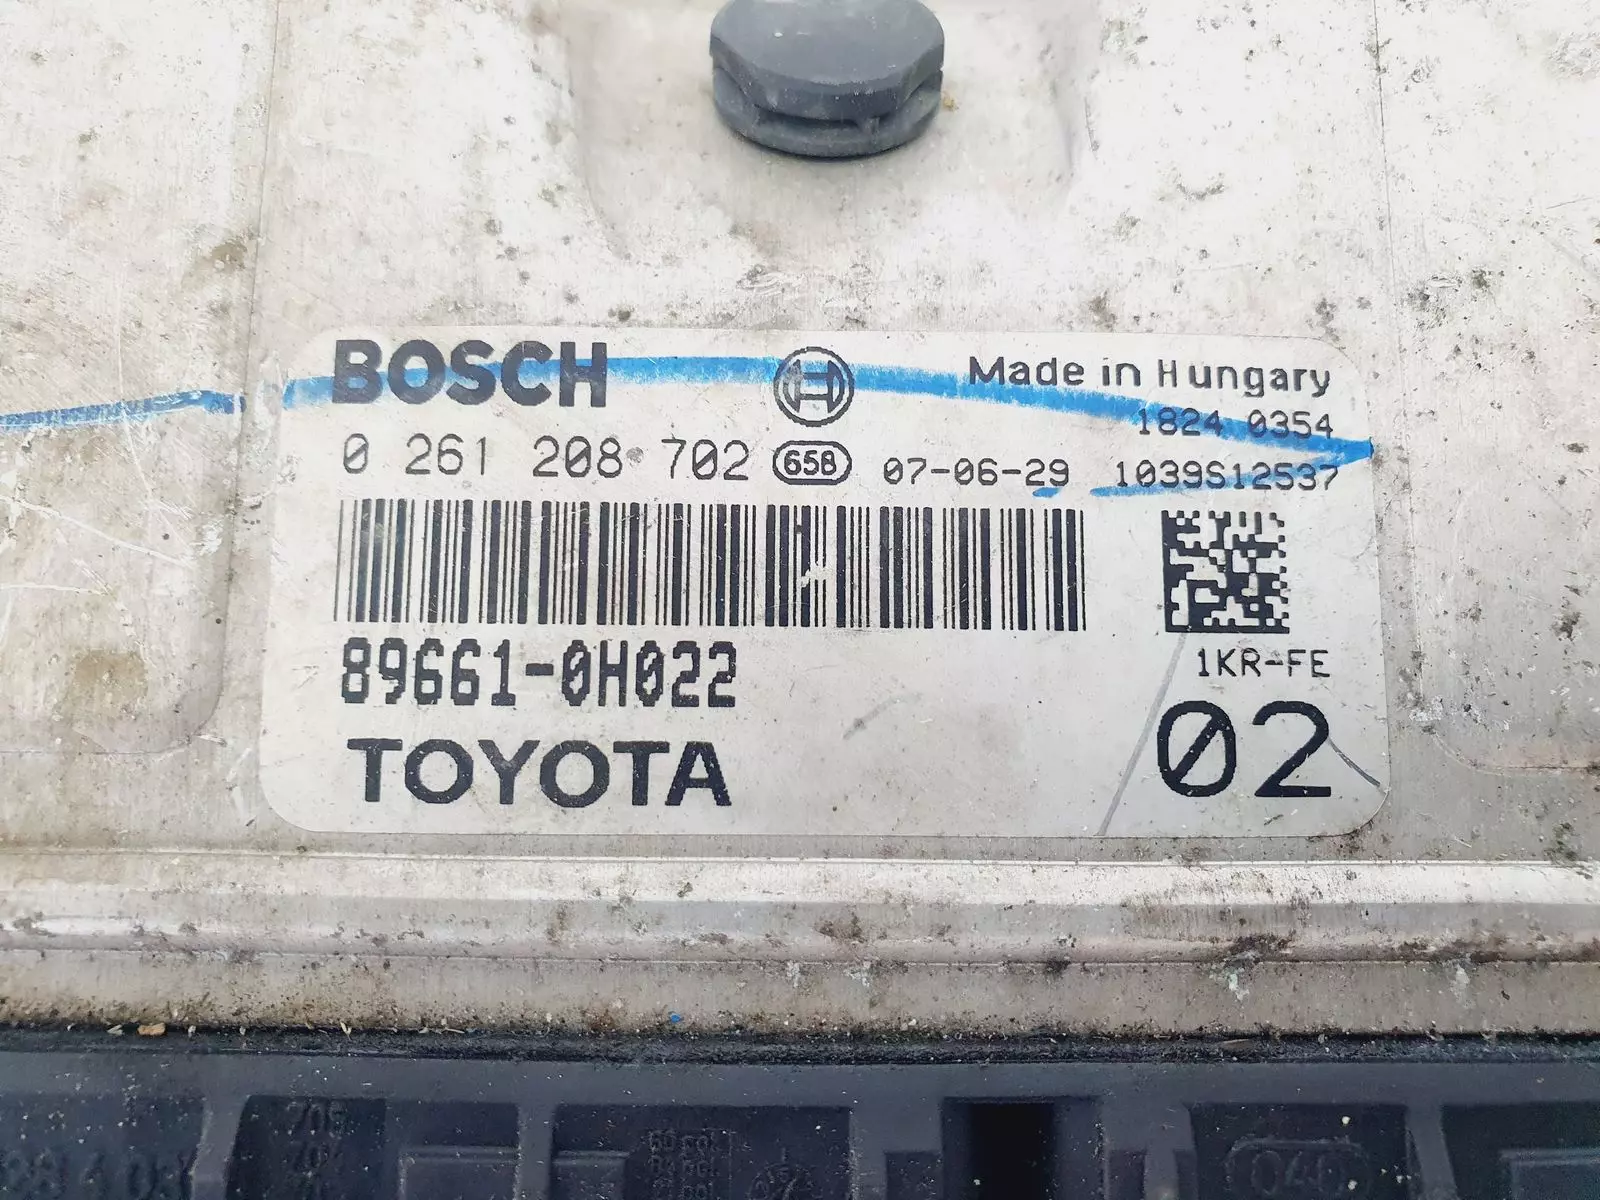 BOSCH
Made in Hungary
1824 0354
0 261 208 702 658 07-06-29 1039S12537
89661-0H022
1KR-FE
TOYOTA
02